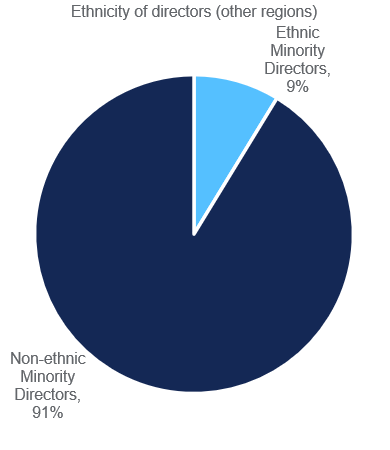 Ethnicity of directors (other regions)
Ethnic
Minority
Directors,
9%
Non-ethnic
Minority
Directors,
91%